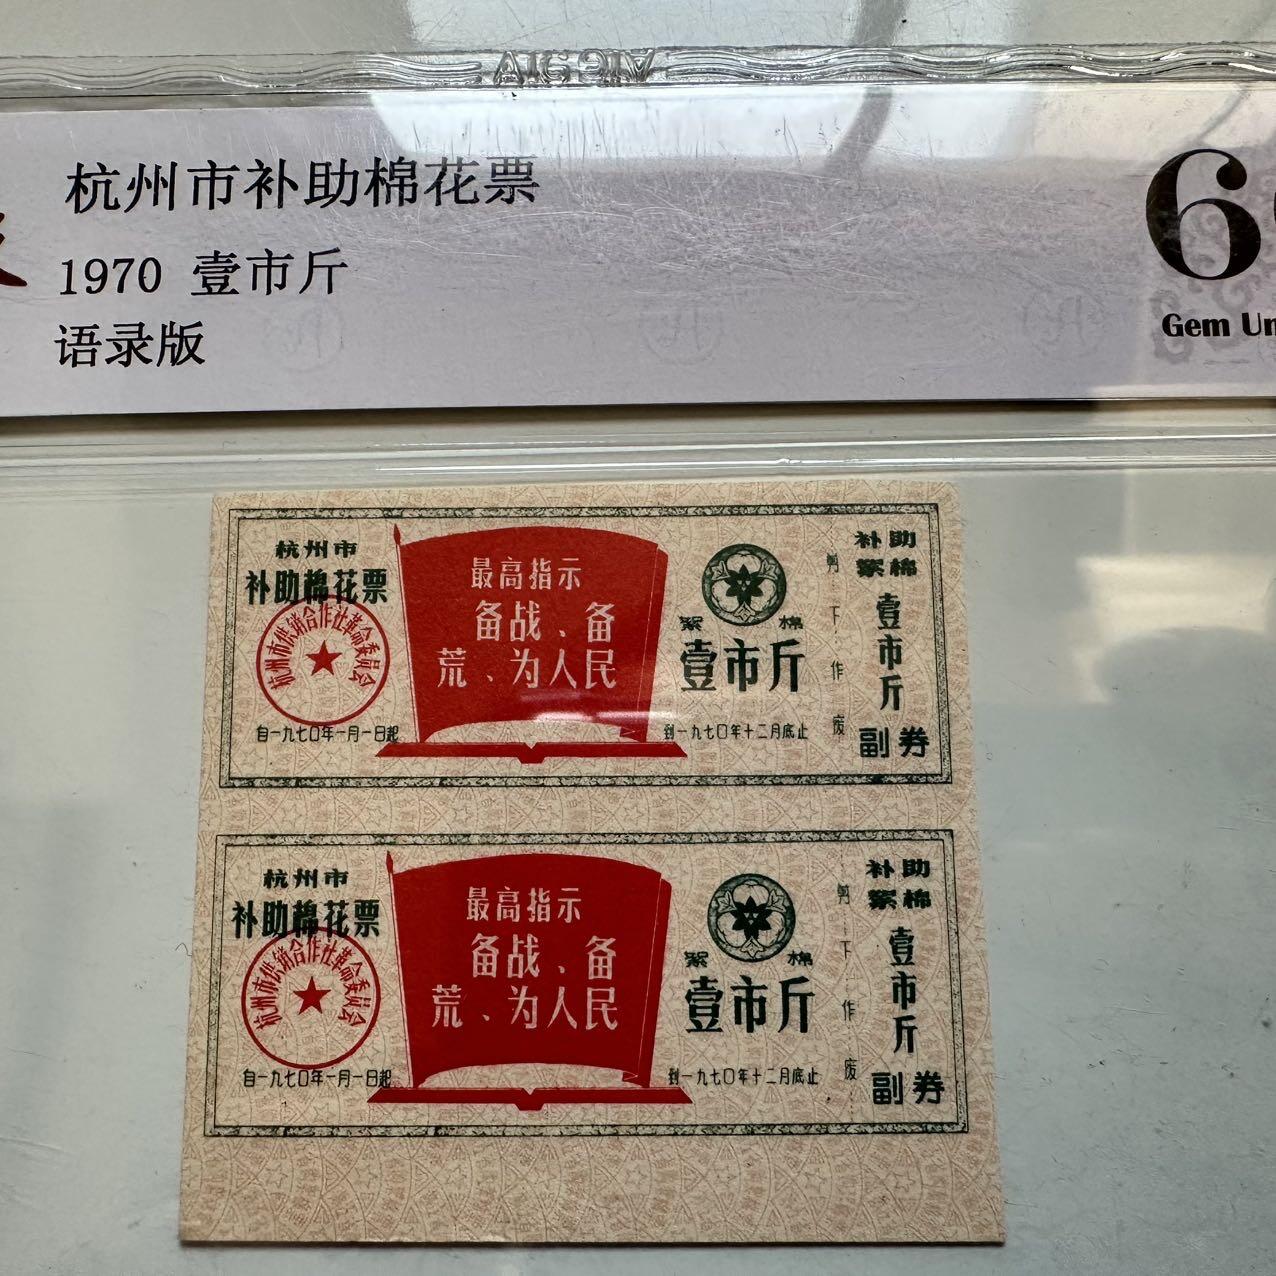 杭州市补助棉花票
1970 壹市斤
语录版
6
Gem Un
杭州市
补助棉花票
杭州市供销合作社革命委员会
自一九七〇年一月一日起
最高指示
备战、备
荒、为人民
絮棉
壹市斤
到一九七〇年十二月底止
剪下作废
补助
絮棉
壹市斤
副券
杭州市
补助棉花票
杭州市供销合作社革命委员会
自一九七〇年一月一日起
最高指示
备战、备
荒、为人民
絮棉
壹市斤
到一九七〇年十二月底止
剪下作废
补助
絮棉
壹市斤
副券